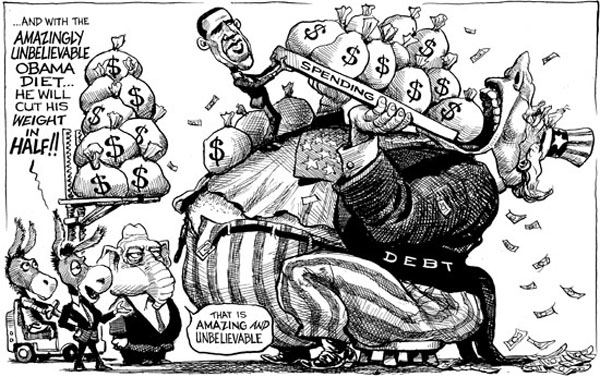 ...AND WITH THE
AMAZINGLY
UNBELIEVABLE
OBAMA
DIET...
HE WILL
CUT HIS
WEIGHT
IN
HALF!!
$
$
$
$
$
$
$
$
SPENDING
$
$
$
$
$
$
$
$
DEBT
THAT IS
AMAZING AND
UNBELIEVABLE